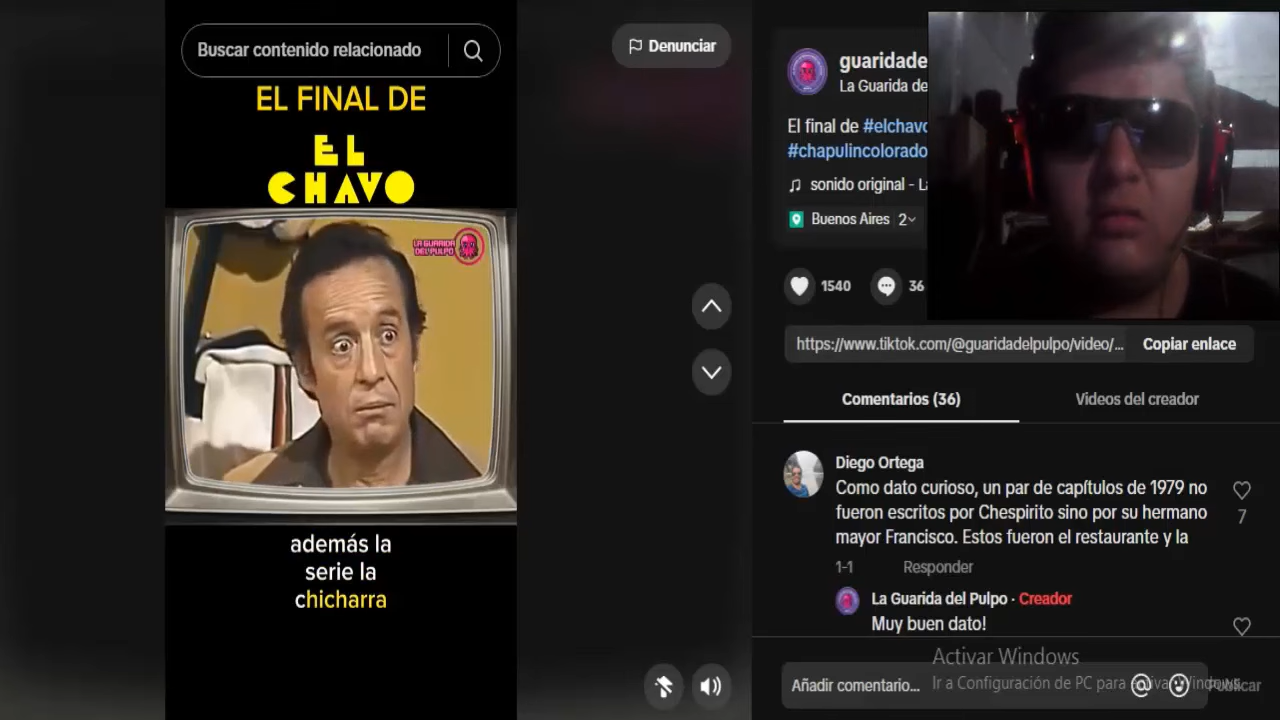 Buscar contenido relacionado
Denunciar
EL FINAL DE
EL
CHAVO
LA GUARIDA
DEL PULPO
además la
serie la
chicharra
guaridade
La Guarida de
El final de #elchavo
#chapulincolorado
sonido original - La
Buenos Aires 2
1540
36
https://www.tiktok.com/@guaridadelpulpo/video/...
Copiar enlace
Comentarios (36)
Videos del creador
Diego Ortega
Como dato curioso, un par de capítulos de 1979 no
fueron escritos por Chespirito sino por su hermano
mayor Francisco. Estos fueron el restaurante y la
7
1-1
Responder
La Guarida del Pulpo · Creador
Muy buen dato!
Activar Windows
Ir a Configuración de PC para activar Windows.
Añadir comentario...
Publicar